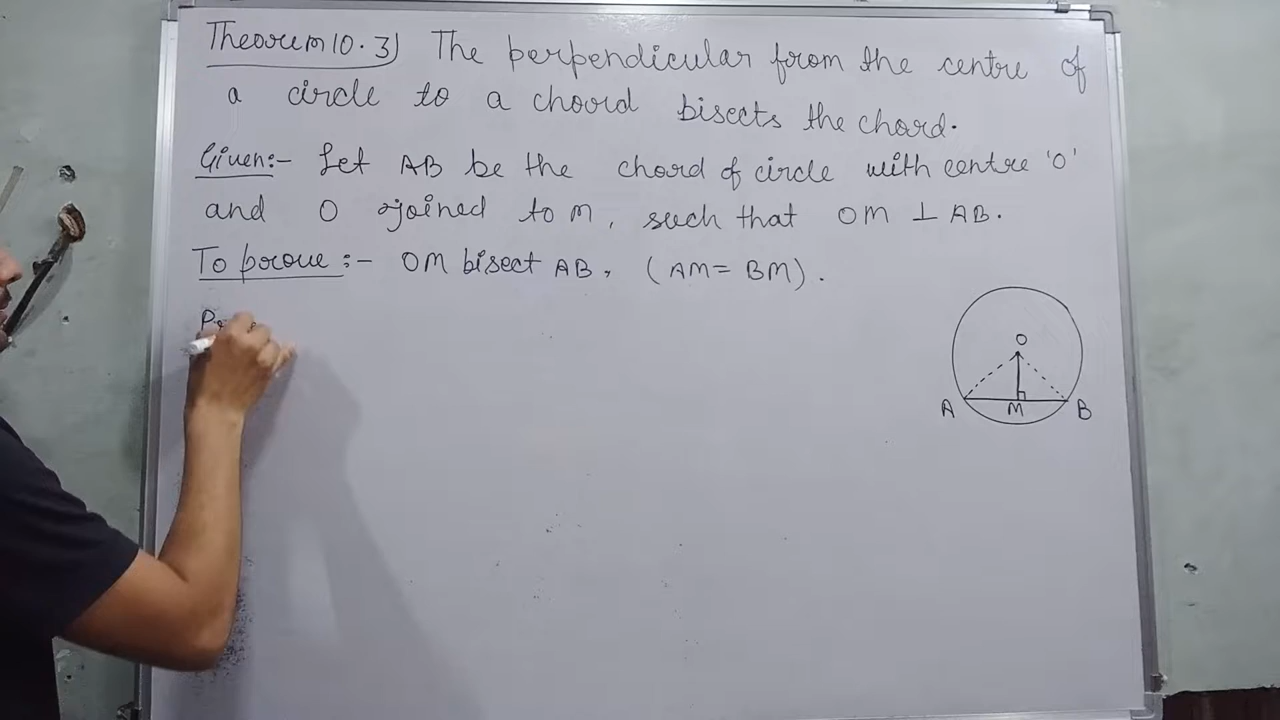 Theorem 10.3) The perpendicular from the centre of
a circle to a chord bisects the chord.
Given:- Let AB be the chord of circle with centre 'O'
and O joined to M, such that OM ⊥ AB.
To prove :- OM bisect AB, (AM = BM).
O
A M B